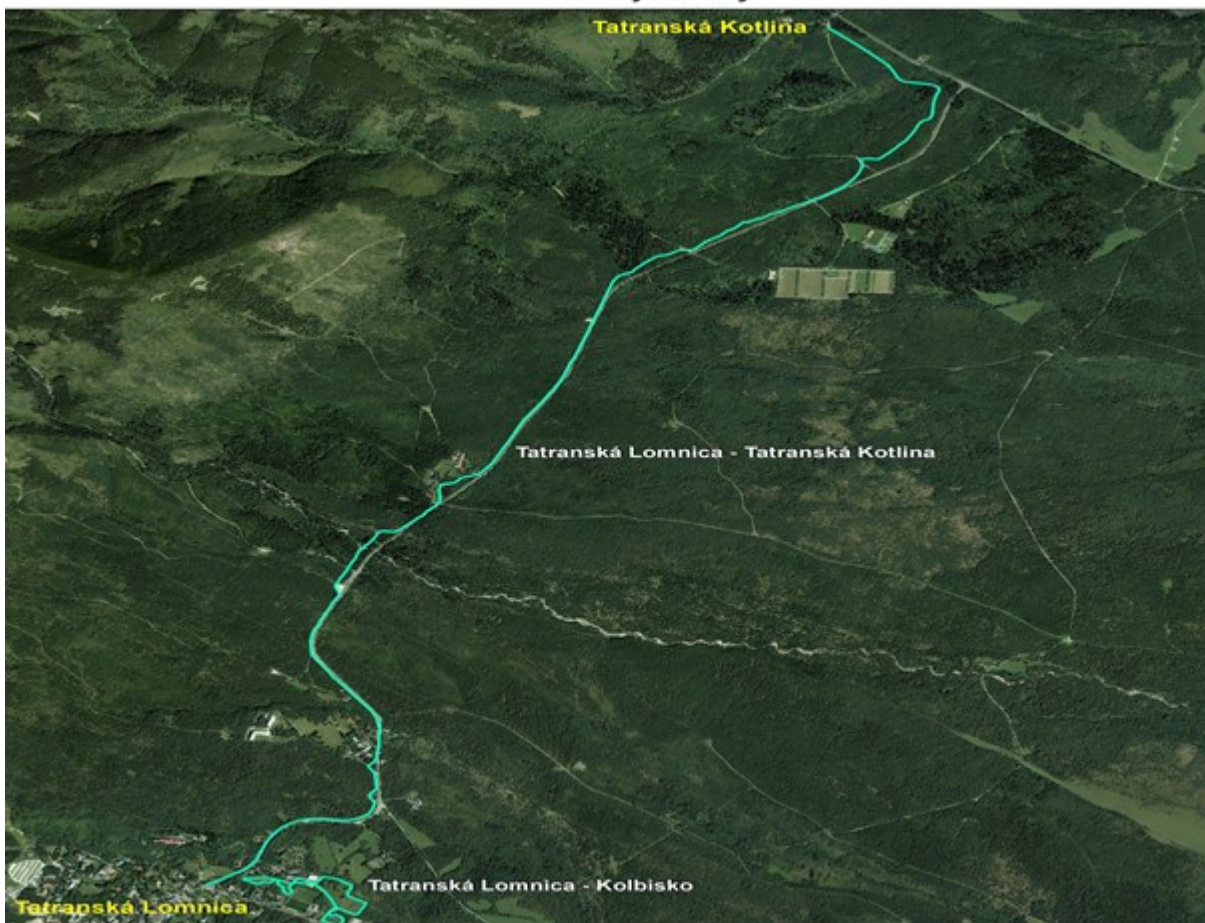 Tatranská Kotlina
Tatranská Lomnica - Tatranská Kotlina
Tatranská Lomnica - Kolbisko
Tatranská Lomnica